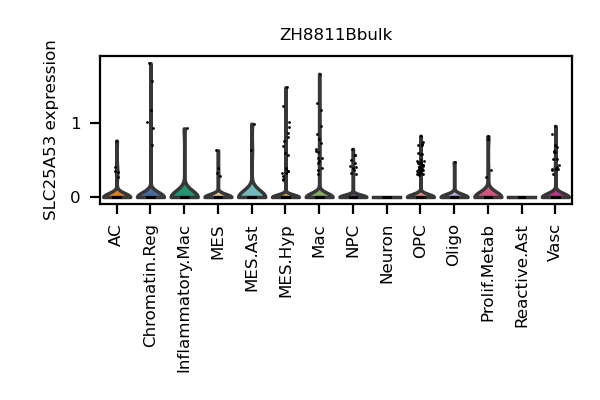 ZH8811Bbulk
SLC25A53 expression
1
0
AC
Chromatin.Reg
Inflammatory.Mac
MES
MES.Ast
MES.Hyp
Mac
NPC
Neuron
OPC
Oligo
Prolif.Metab
Reactive.Ast
Vasc